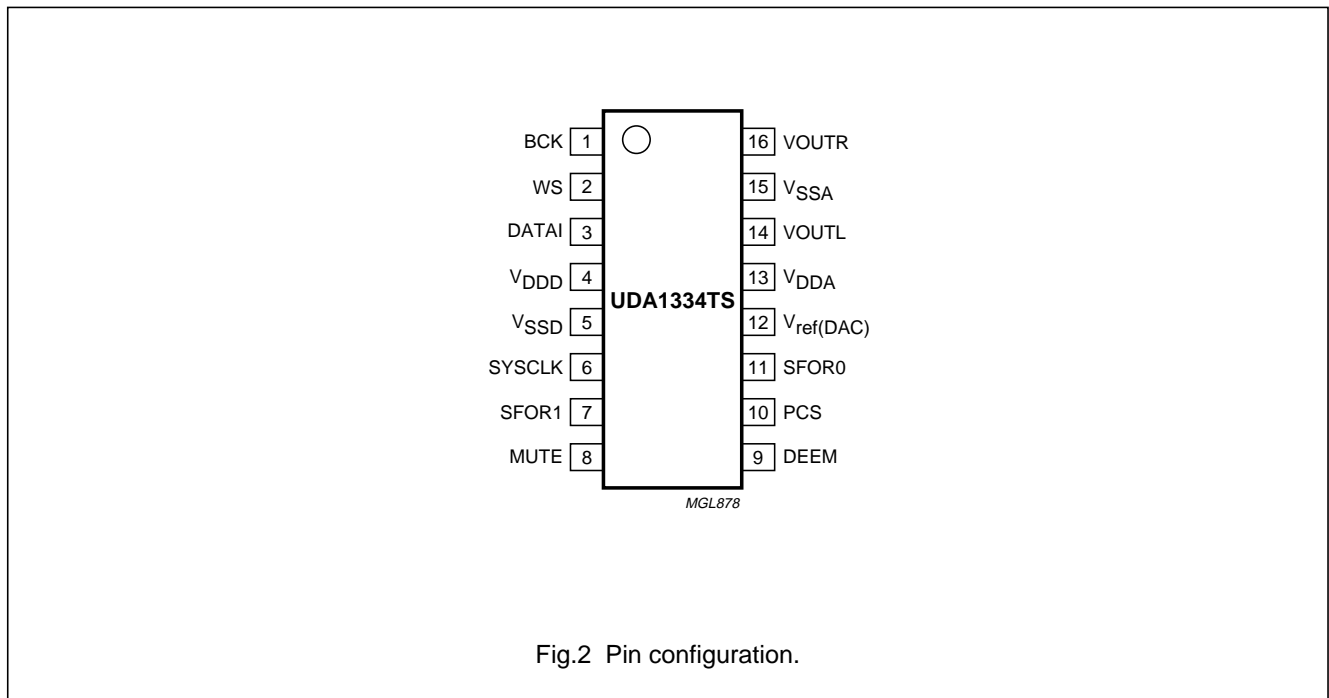 BCK 1 16 VOUTR
WS 2 15 VSSA
DATAI 3 14 VOUTL
VDDD 4 13 VDDA
UDA1334TS
VSSD 5 12 Vref(DAC)
SYSCLK 6 11 SFOR0
SFOR1 7 10 PCS
MUTE 8 9 DEEM
MGL878
Fig.2 Pin configuration.